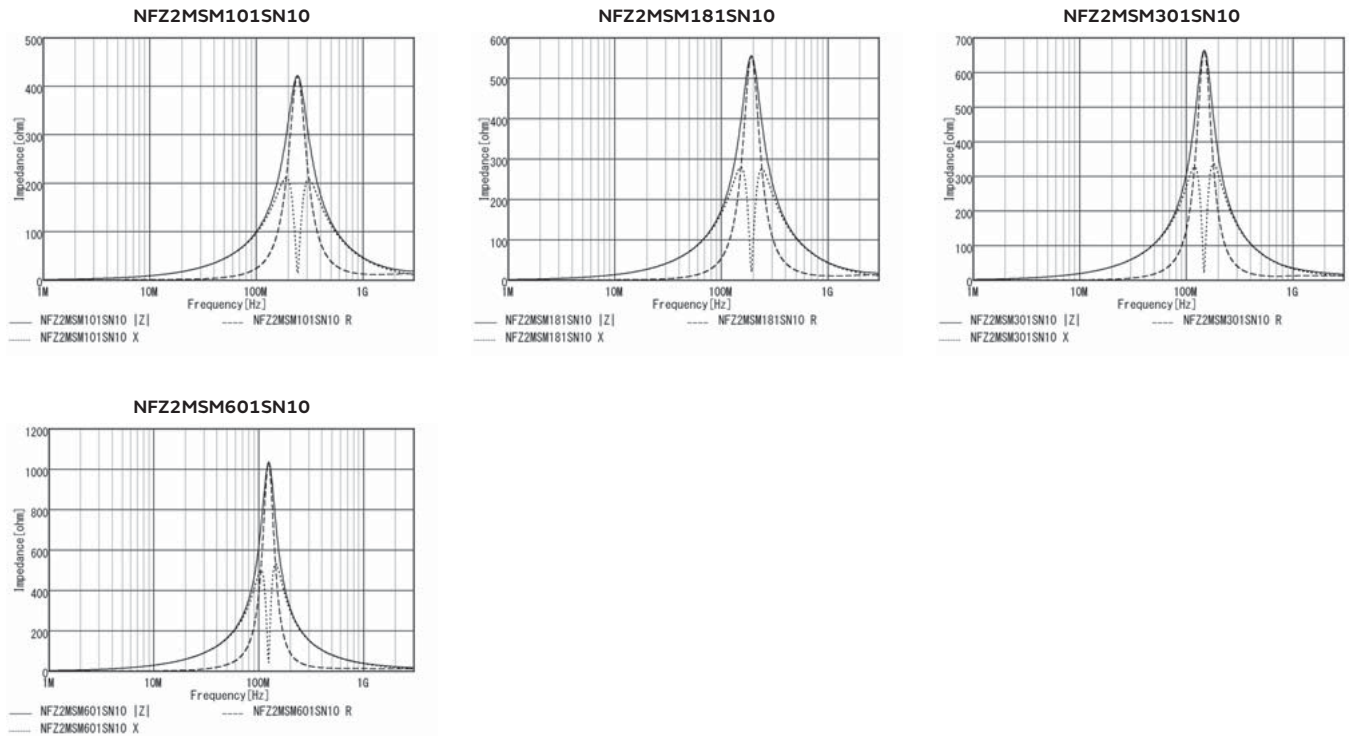 NFZ2MSM101SN10
500
400
300
200
100
0
Impedance[ohm]
1M 10M 100M 1G
Frequency[Hz]
NFZ2MSM101SN10 |Z| NFZ2MSM101SN10 R
NFZ2MSM101SN10 X
NFZ2MSM181SN10
600
500
400
300
200
100
0
Impedance[ohm]
1M 10M 100M 1G
Frequency[Hz]
NFZ2MSM181SN10 |Z| NFZ2MSM181SN10 R
NFZ2MSM181SN10 X
NFZ2MSM301SN10
700
600
500
400
300
200
100
0
Impedance[ohm]
1M 10M 100M 1G
Frequency[Hz]
NFZ2MSM301SN10 |Z| NFZ2MSM301SN10 R
NFZ2MSM301SN10 X
NFZ2MSM601SN10
1200
1000
800
600
400
200
0
Impedance[ohm]
1M 10M 100M 1G
Frequency[Hz]
NFZ2MSM601SN10 |Z| NFZ2MSM601SN10 R
NFZ2MSM601SN10 X